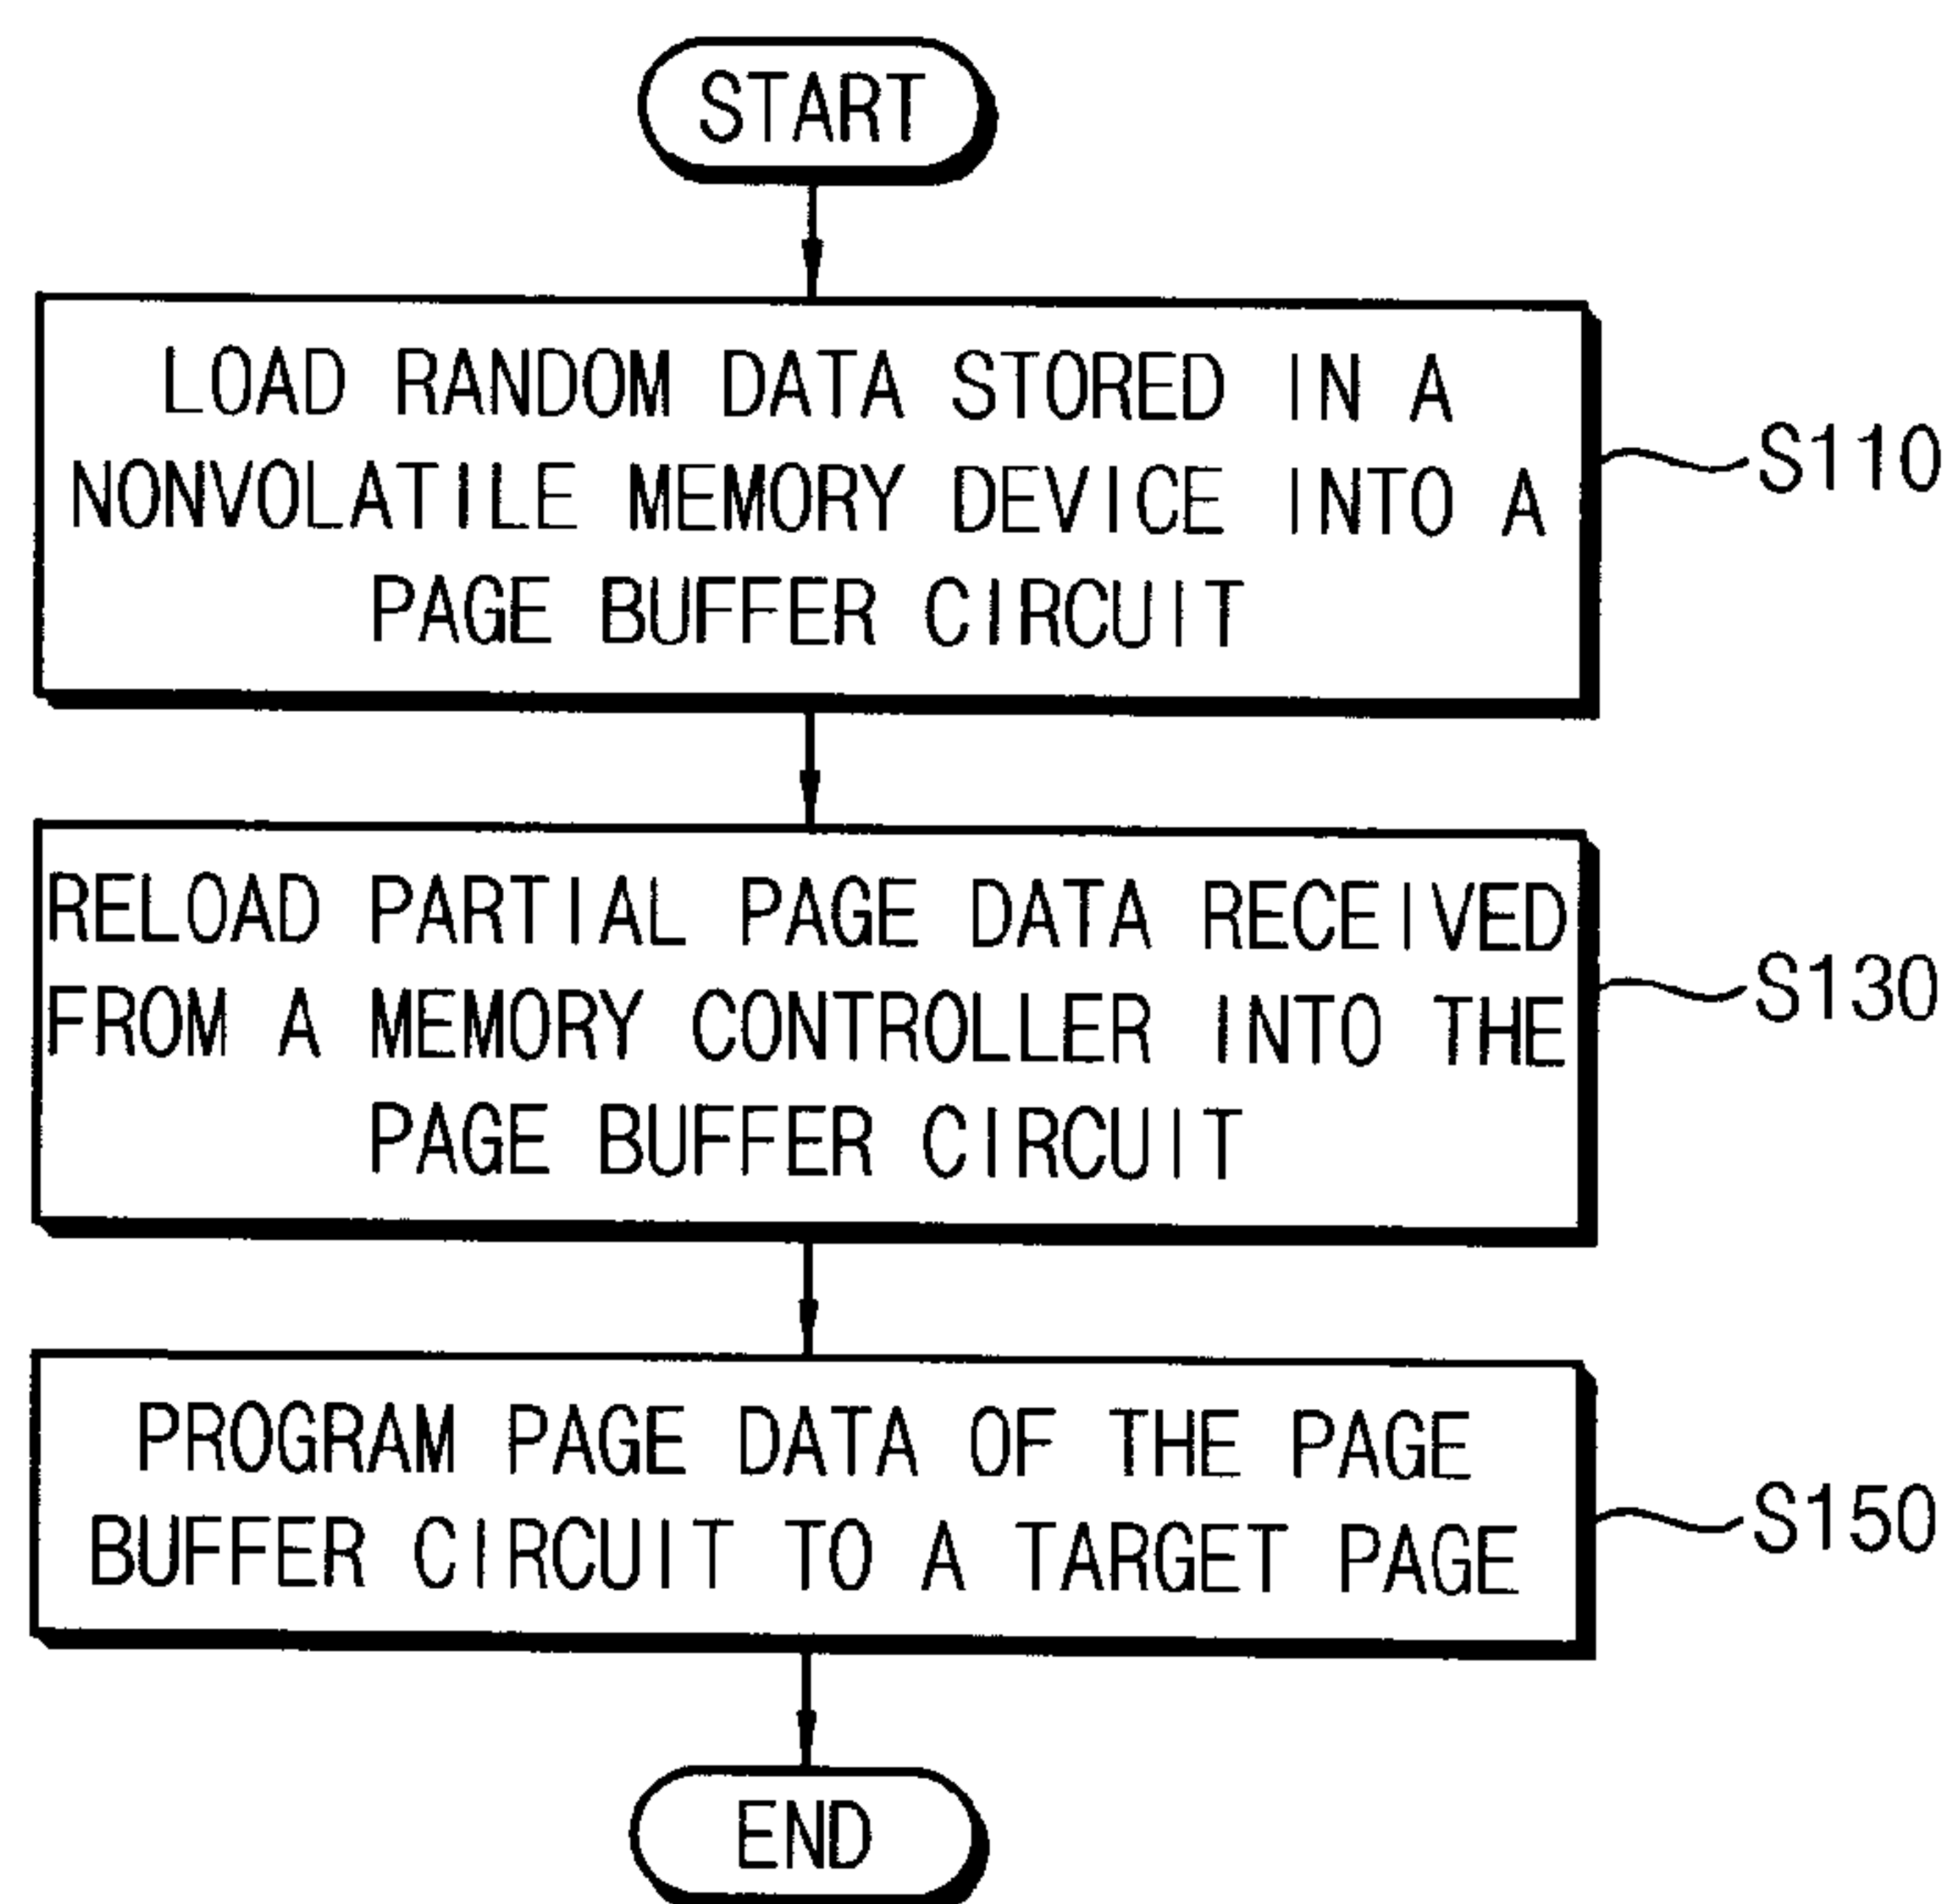 START
LOAD RANDOM DATA STORED IN A
NONVOLATILE MEMORY DEVICE INTO A
PAGE BUFFER CIRCUIT
S110
RELOAD PARTIAL PAGE DATA RECEIVED
FROM A MEMORY CONTROLLER INTO THE
PAGE BUFFER CIRCUIT
S130
PROGRAM PAGE DATA OF THE PAGE
BUFFER CIRCUIT TO A TARGET PAGE
S150
END